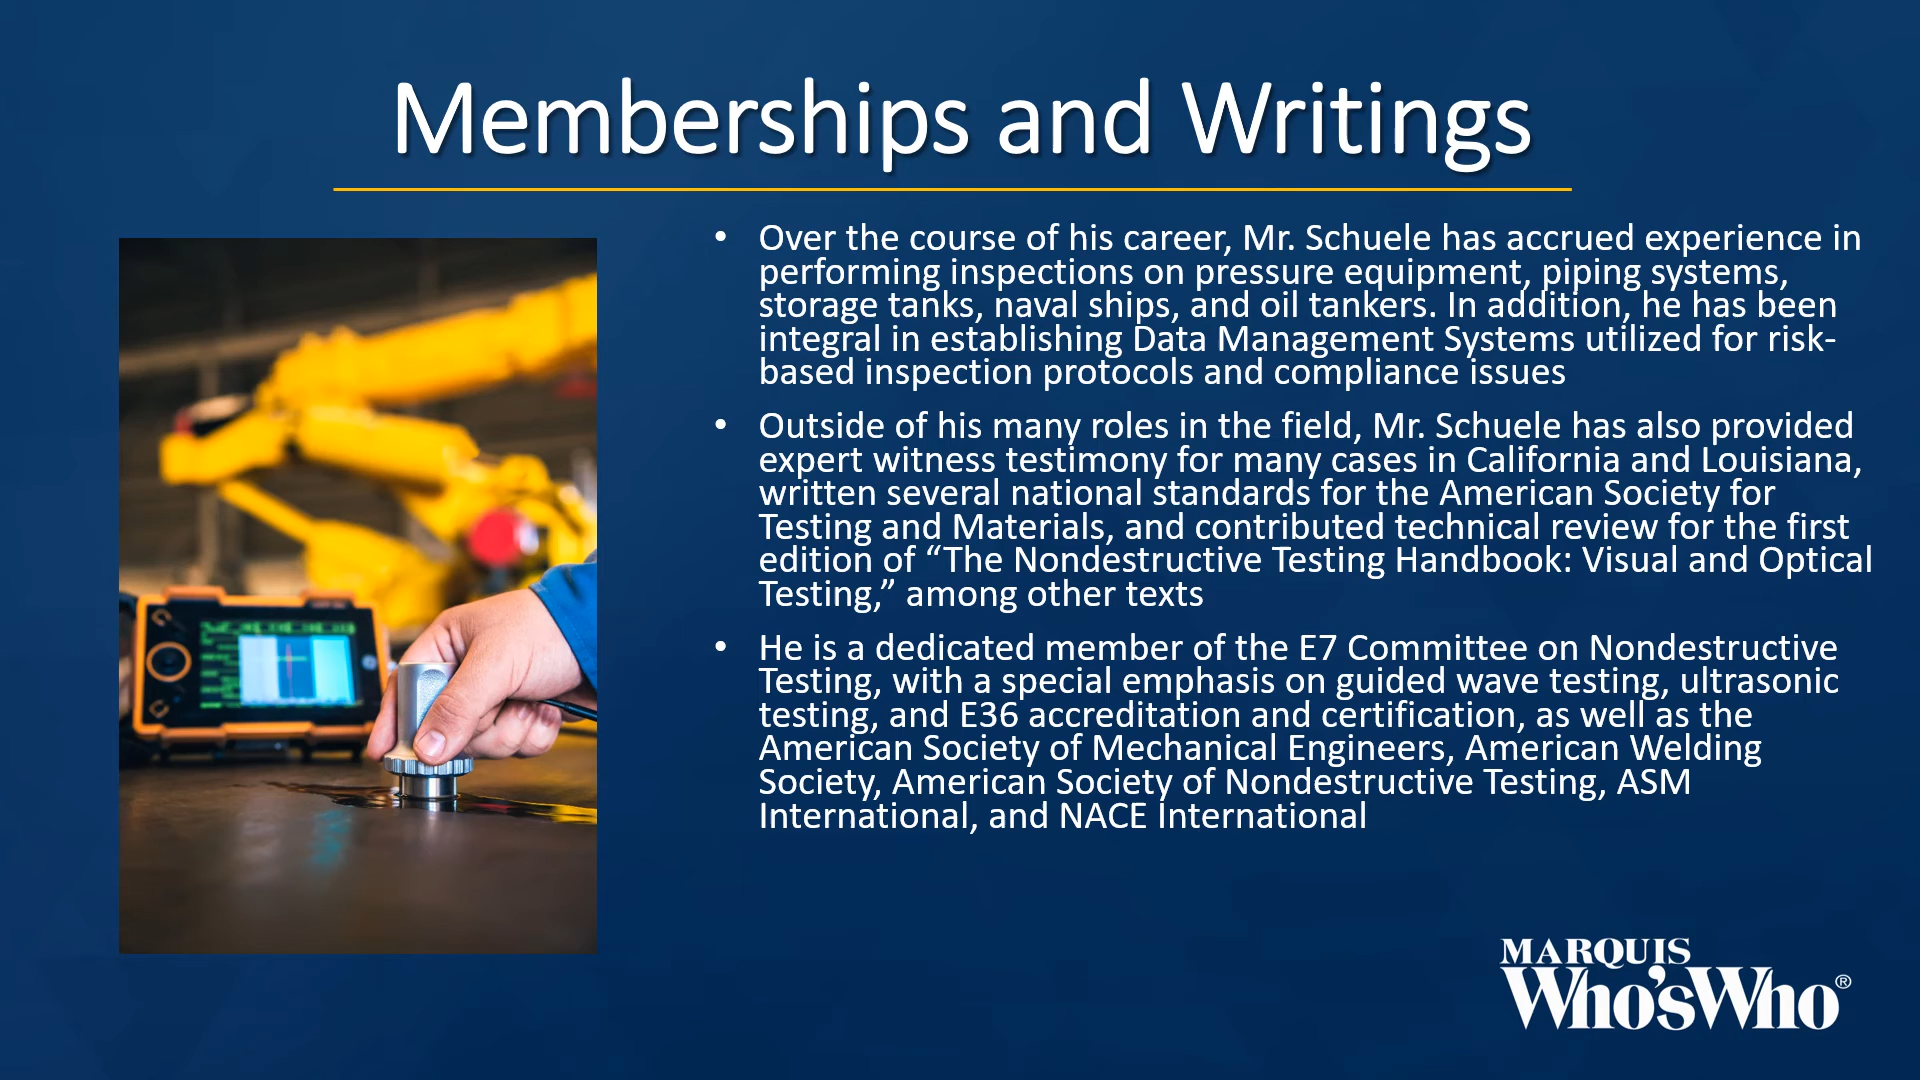 Memberships and Writings
• Over the course of his career, Mr. Schuele has accrued experience in
performing inspections on pressure equipment, piping systems,
storage tanks, naval ships, and oil tankers. In addition, he has been
integral in establishing Data Management Systems utilized for risk-
based inspection protocols and compliance issues
• Outside of his many roles in the field, Mr. Schuele has also provided
expert witness testimony for many cases in California and Louisiana,
written several national standards for the American Society for
Testing and Materials, and contributed technical review for the first
edition of “The Nondestructive Testing Handbook: Visual and Optical
Testing,” among other texts
• He is a dedicated member of the E7 Committee on Nondestructive
Testing, with a special emphasis on guided wave testing, ultrasonic
testing, and E36 accreditation and certification, as well as the
American Society of Mechanical Engineers, American Welding
Society, American Society of Nondestructive Testing, ASM
International, and NACE International
MARQUIS
Who'sWho®